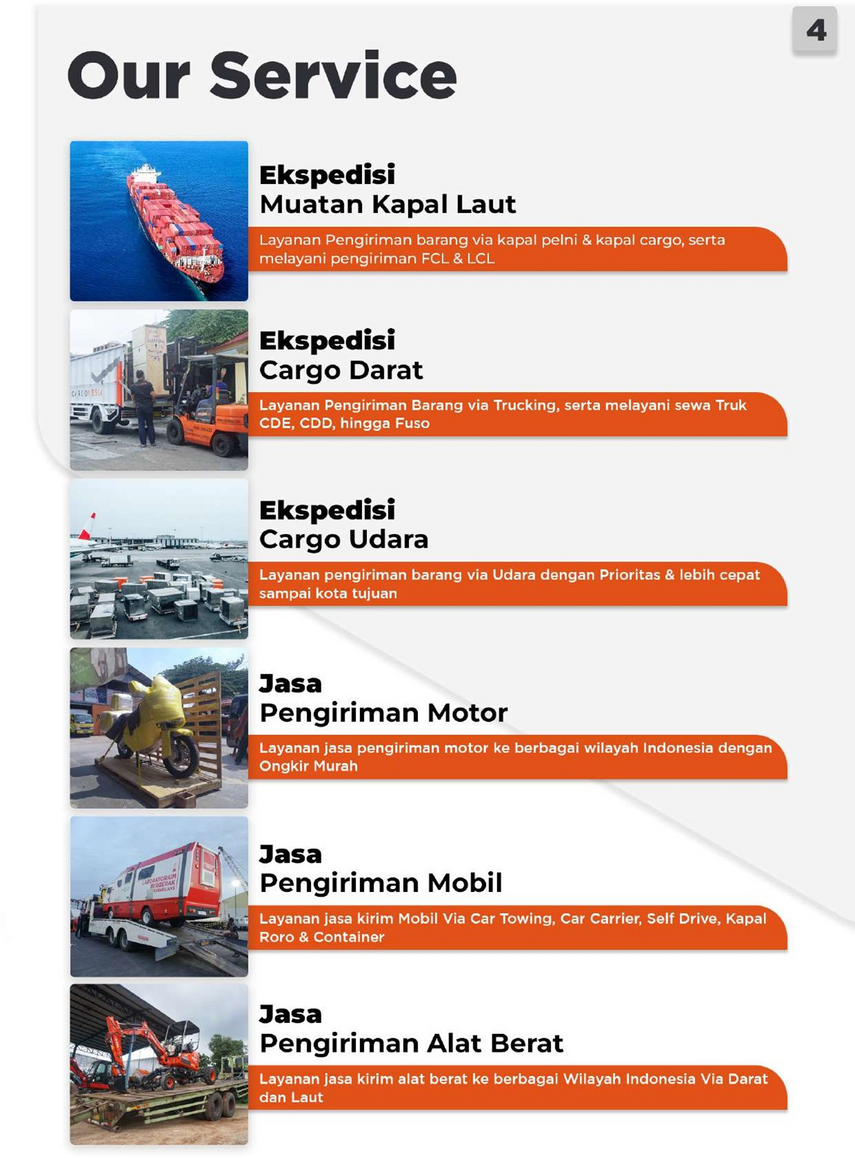 4
Our Service
Ekspedisi
Muatan Kapal Laut
Layanan Pengiriman barang via kapal pelni & kapal cargo, serta
melayani pengiriman FCL & LCL
Ekspedisi
Cargo Darat
Layanan Pengiriman Barang via Trucking, serta melayani sewa Truk
CDE, CDD, hingga Fuso
Ekspedisi
Cargo Udara
Layanan pengiriman barang via Udara dengan Prioritas & lebih cepat
sampai kota tujuan
Jasa
Pengiriman Motor
Layanan jasa pengiriman motor ke berbagai wilayah Indonesia dengan
Ongkir Murah
LABORATORIUM
BERGERAK
Jasa
Pengiriman Mobil
Layanan jasa kirim Mobil Via Car Towing, Car Carrier, Self Drive, Kapal
Roro & Container
Jasa
Pengiriman Alat Berat
Layanan jasa kirim alat berat ke berbagai Wilayah Indonesia Via Darat
dan Laut